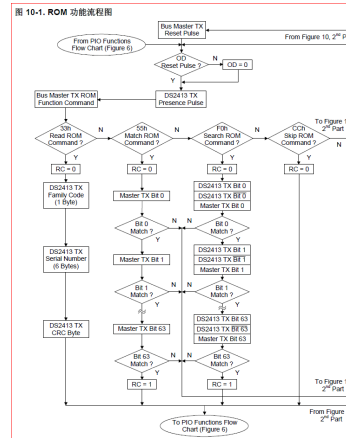 图 10-1. ROM 功能流程图
Bus Master TX
Reset Pulse
From PIO Functions
Flow Chart (Figure 6)
From Figure 10, 2nd Part
OD
Reset Pulse ?
N
OD = 0
Y
Bus Master TX ROM
Function Command
DS2413 TX
Presence Pulse
33h
Read ROM
Command ?
N
55h
Match ROM
Command ?
N
F0h
Search ROM
Command ?
N
CCh
Skip ROM
Command ?
N
To Figure 1
2nd Part
Y
Y
Y
Y
RC = 0
RC = 0
RC = 0
RC = 0
DS2413 TX
Family Code
(1 Byte)
Master TX Bit 0
DS2413 TX Bit 0
DS2413 TX Bit 0
Master TX Bit 0
Bit 0
Match ?
N
N
Bit 0
Match ?
Y
Y
DS2413 TX
Serial Number
(6 Bytes)
Master TX Bit 1
DS2413 TX Bit 1
DS2413 TX Bit 1
Master TX Bit 1
Bit 1
Match ?
N
N
Bit 1
Match ?
Y
Y
DS2413 TX
CRC Byte
Master TX Bit 63
DS2413 TX Bit 63
DS2413 TX Bit 63
Master TX Bit 63
Bit 63
Match ?
N
N
Bit 63
Match ?
Y
Y
RC = 1
RC = 1
To Figure 1
2nd Part
From Figure
2nd Part
To PIO Functions Flow
Chart (Figure 6)